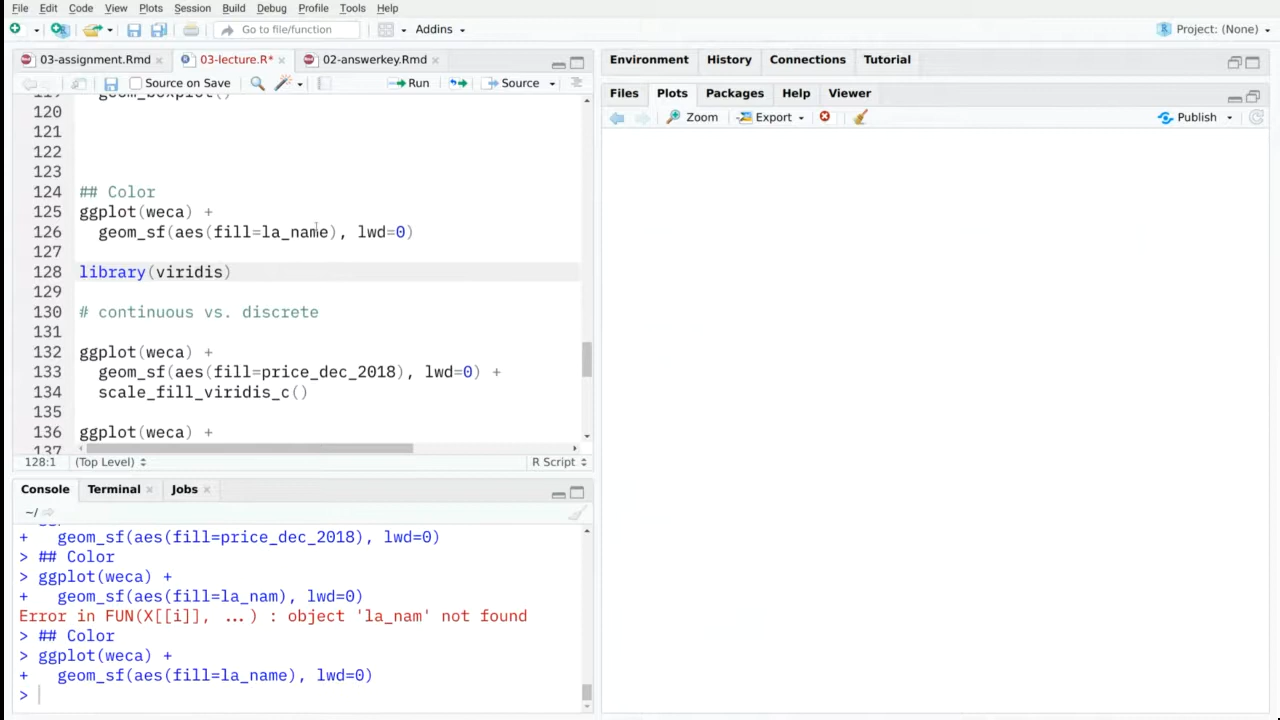 File Edit Code View Plots Session Build Debug Profile Tools Help
Go to file/function Addins Project: (None)
03-assignment.Rmd 03-lecture.R* 02-answerkey.Rmd
Source on Save Run Source
119 geom_boxplot()
120
121
122
123
124 ## Color
125 ggplot(weca) +
126 geom_sf(aes(fill=la_name), lwd=0)
127
128 library(viridis)
129
130 # continuous vs. discrete
131
132 ggplot(weca) +
133 geom_sf(aes(fill=price_dec_2018), lwd=0) +
134 scale_fill_viridis_c()
135
136 ggplot(weca) +
137
128:1 (Top Level) R Script
Console Terminal Jobs
~/
+ geom_sf(aes(fill=price_dec_2018), lwd=0)
> ## Color
> ggplot(weca) +
+ geom_sf(aes(fill=la_nam), lwd=0)
Error in FUN(X[[i]], ...) : object 'la_nam' not found
> ## Color
> ggplot(weca) +
+ geom_sf(aes(fill=la_name), lwd=0)
>
Environment History Connections Tutorial
Files Plots Packages Help Viewer
Zoom Export Publish